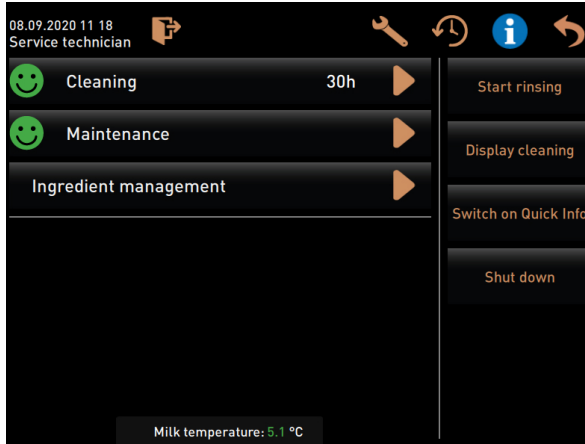 08.09.2020 11 18
Service technician
Cleaning 30h
Maintenance
Ingredient management
Start rinsing
Display cleaning
Switch on Quick Info
Shut down
Milk temperature: 5.1 °C